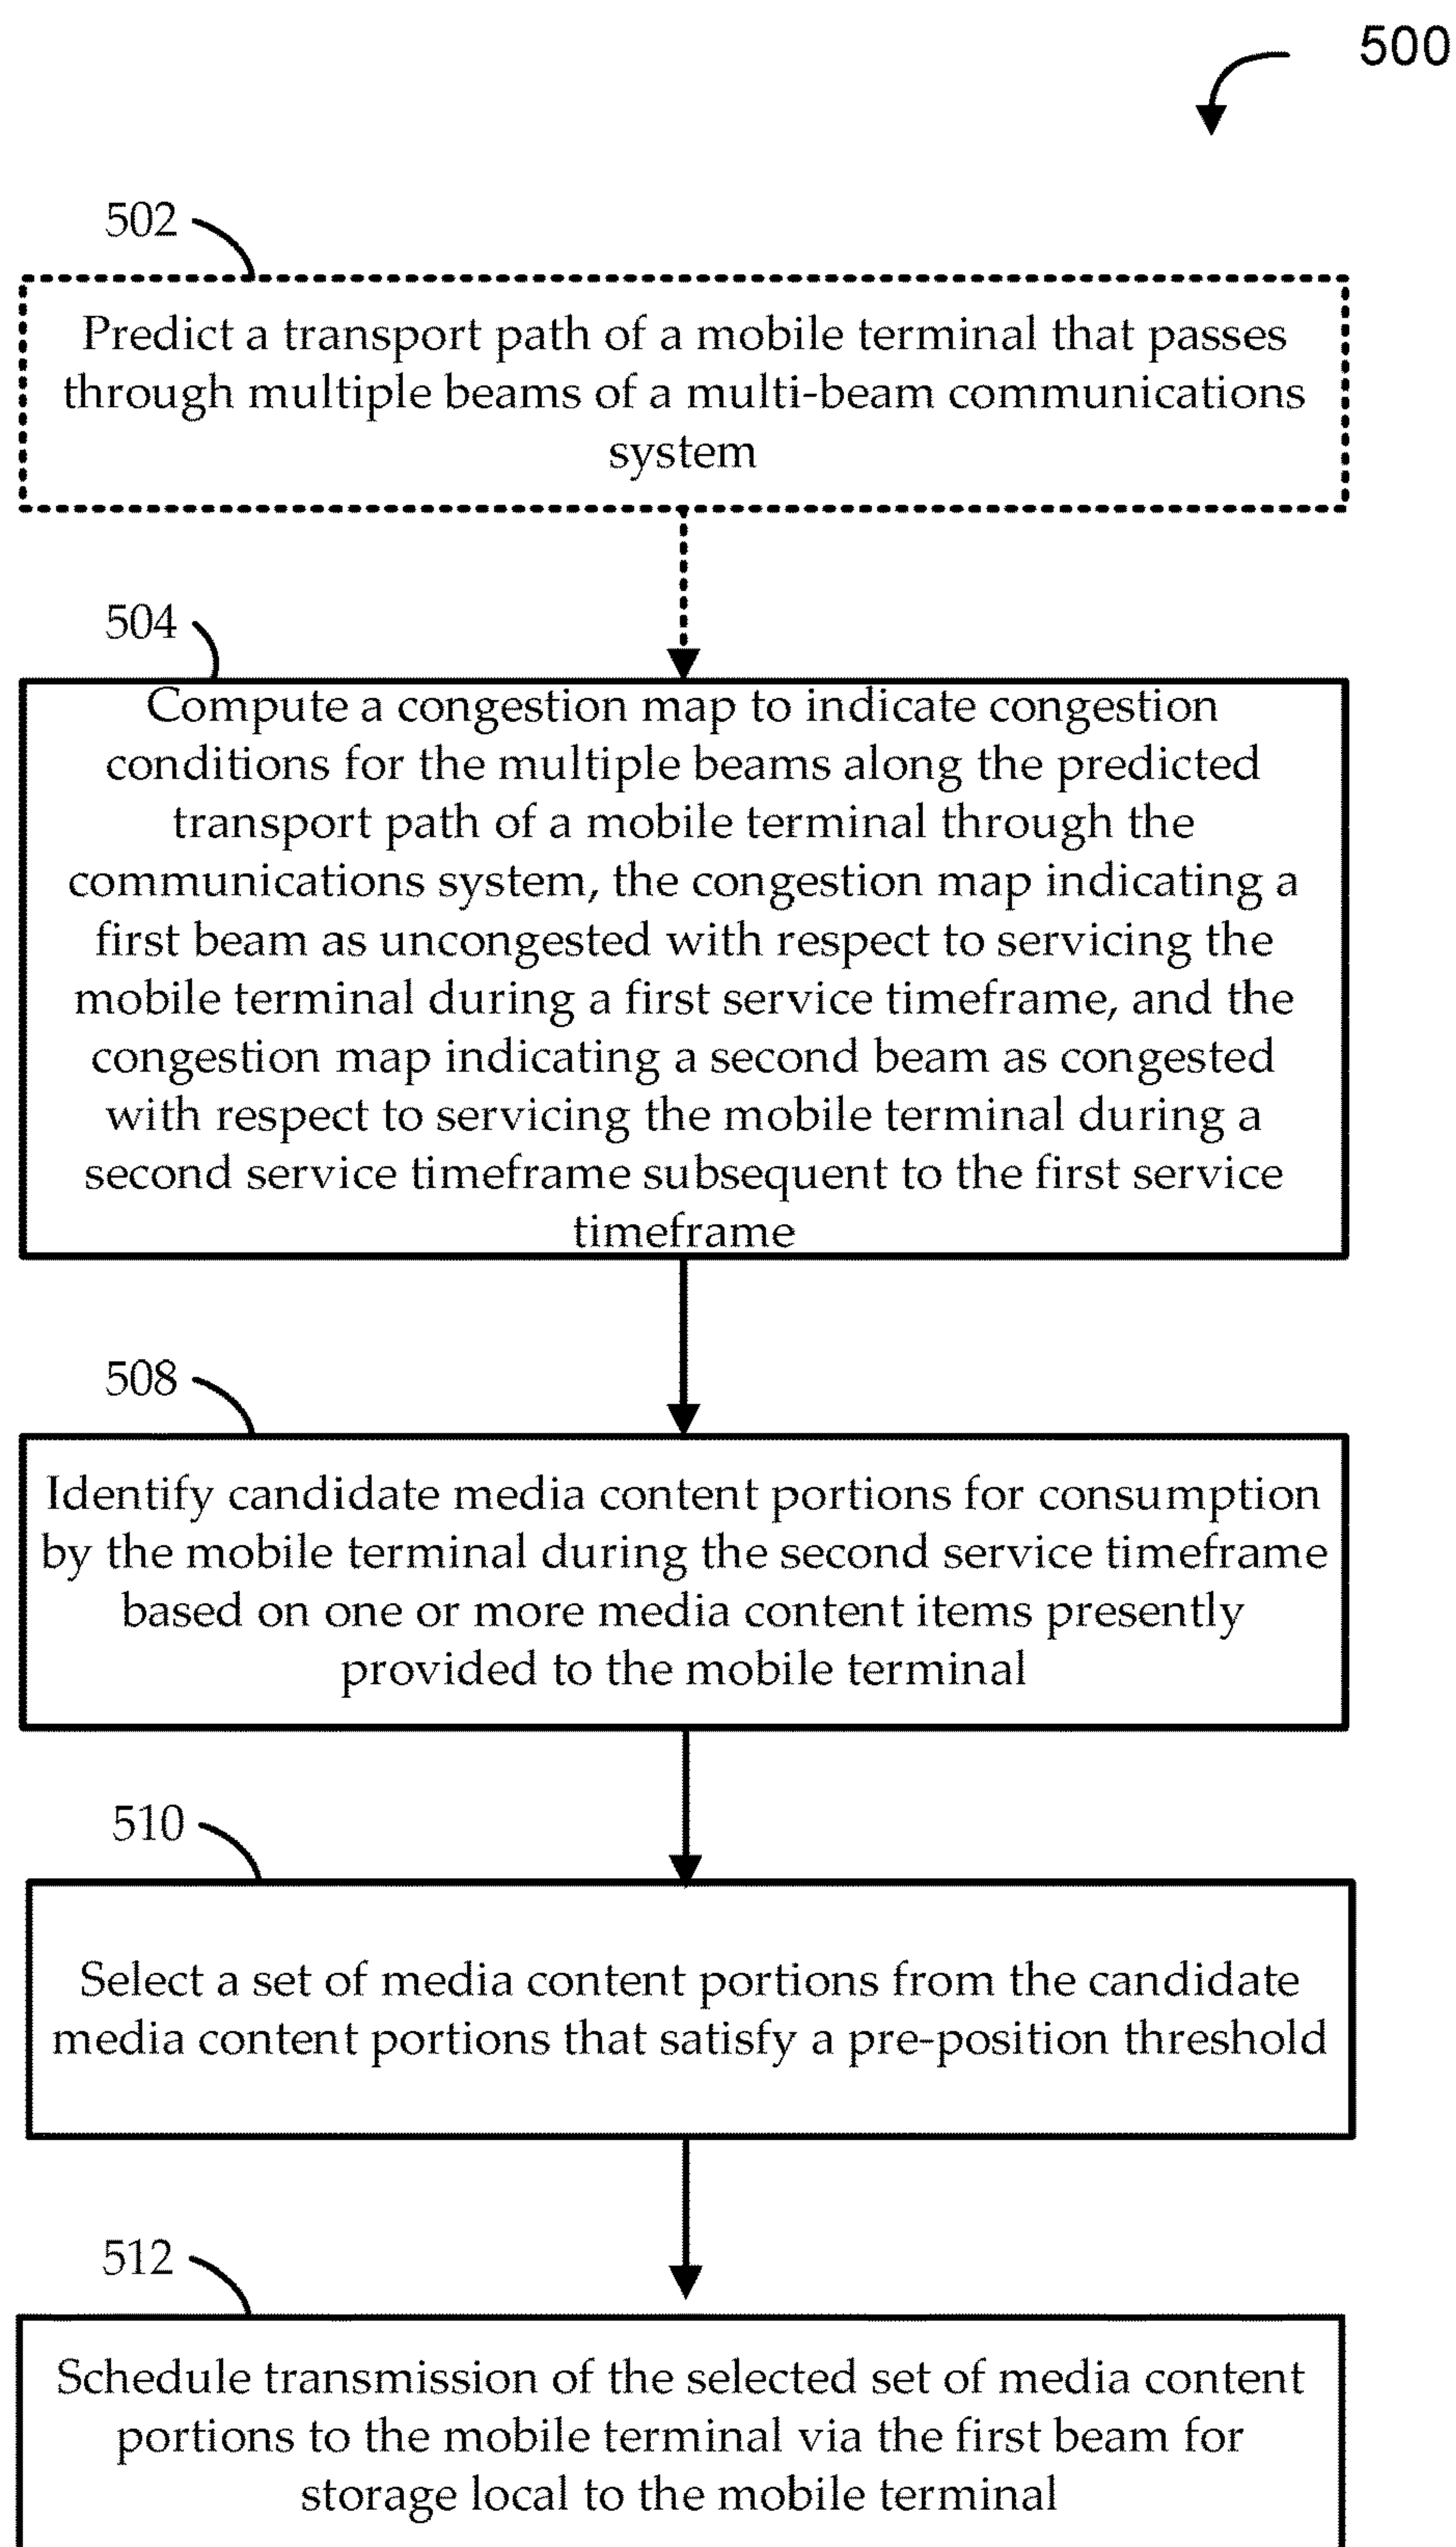 500
502
Predict a transport path of a mobile terminal that passes
through multiple beams of a multi-beam communications
system
504
Compute a congestion map to indicate congestion
conditions for the multiple beams along the predicted
transport path of a mobile terminal through the
communications system, the congestion map indicating a
first beam as uncongested with respect to servicing the
mobile terminal during a first service timeframe, and the
congestion map indicating a second beam as congested
with respect to servicing the mobile terminal during a
second service timeframe subsequent to the first service
timeframe
508
Identify candidate media content portions for consumption
by the mobile terminal during the second service timeframe
based on one or more media content items presently
provided to the mobile terminal
510
Select a set of media content portions from the candidate
media content portions that satisfy a pre-position threshold
512
Schedule transmission of the selected set of media content
portions to the mobile terminal via the first beam for
storage local to the mobile terminal